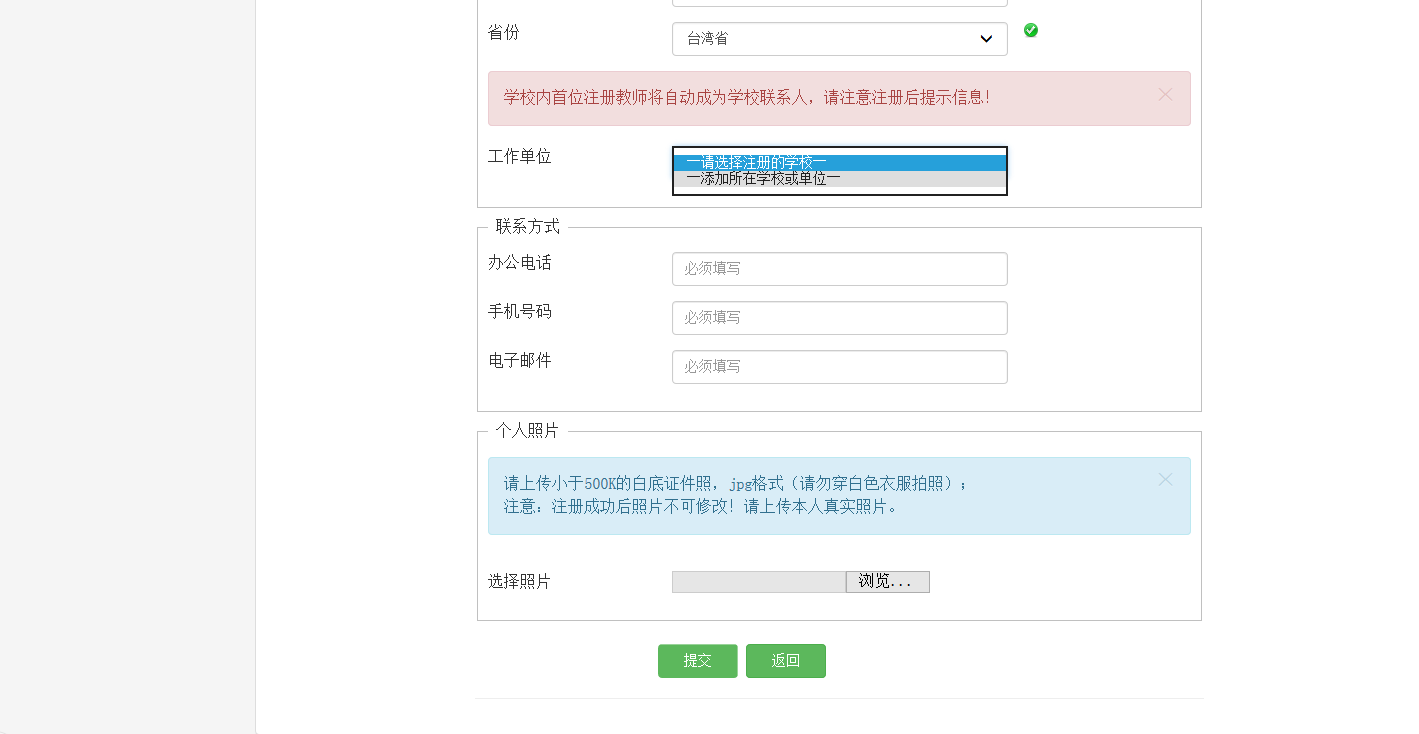 省份
台湾省
学校内首位注册教师将自动成为学校联系人，请注意注册后提示信息！
工作单位
一请选择注册的学校一
一添加所在学校或单位一
联系方式
办公电话
必须填写
手机号码
必须填写
电子邮件
必须填写
个人照片
请上传小于500K的白底证件照，jpg格式（请勿穿白色衣服拍照）；
注意：注册成功后照片不可修改！请上传本人真实照片。
选择照片
浏览...
提交
返回